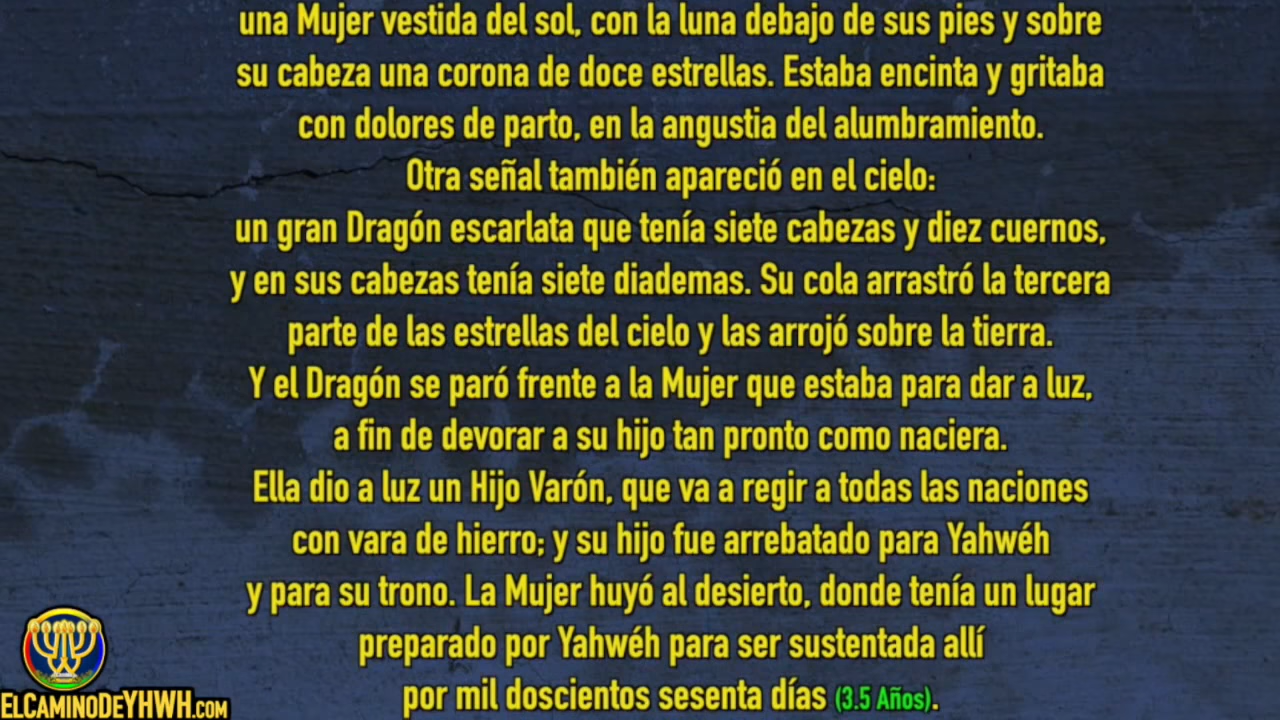 una Mujer vestida del sol, con la luna debajo de sus pies y sobre
su cabeza una corona de doce estrellas. Estaba encinta y gritaba
con dolores de parto, en la angustia del alumbramiento.
Otra señal también apareció en el cielo:
un gran Dragón escarlata que tenía siete cabezas y diez cuernos,
y en sus cabezas tenía siete diademas. Su cola arrastró la tercera
parte de las estrellas del cielo y las arrojó sobre la tierra.
Y el Dragón se paró frente a la Mujer que estaba para dar a luz,
a fin de devorar a su hijo tan pronto como naciera.
Ella dio a luz un Hijo Varón, que va a regir a todas las naciones
con vara de hierro; y su hijo fue arrebatado para Yahwéh
y para su trono. La Mujer huyó al desierto, donde tenía un lugar
preparado por Yahwéh para ser sustentada allí
por mil doscientos sesenta días (3.5 Años).
ELCAMINODEYHWH.com